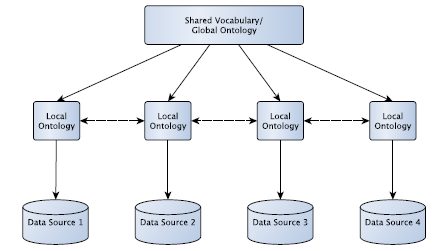 Shared Vocabulary/
Global Ontology
Local
Ontology
Local
Ontology
Local
Ontology
Local
Ontology
Data Source 1
Data Source 2
Data Source 3
Data Source 4